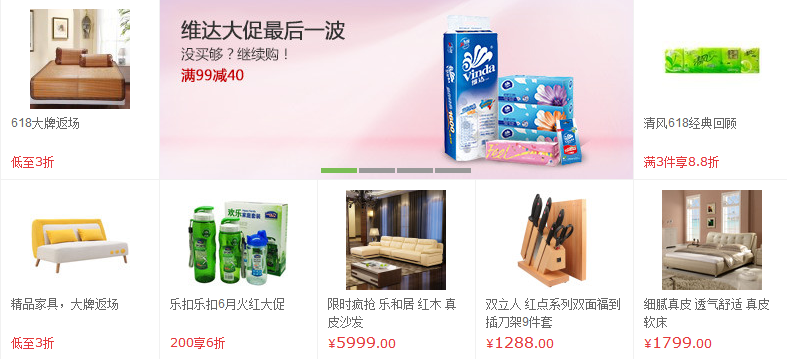 618大牌返场
低至3折
维达大促最后一波
没买够？继续购！
满99减40
Vinda
维达
清风,618经典回顾
满3件享8.8折
精品家具，大牌返场
低至3折
欢乐
家庭套装
乐扣乐扣6月火红大促
200享6折
限时疯抢 乐和居 红木 真
皮沙发
¥5999.00
双立人 红点系列双面福到
插刀架9件套
¥1288.00
细腻真皮 透气舒适 真皮
软床
¥1799.00